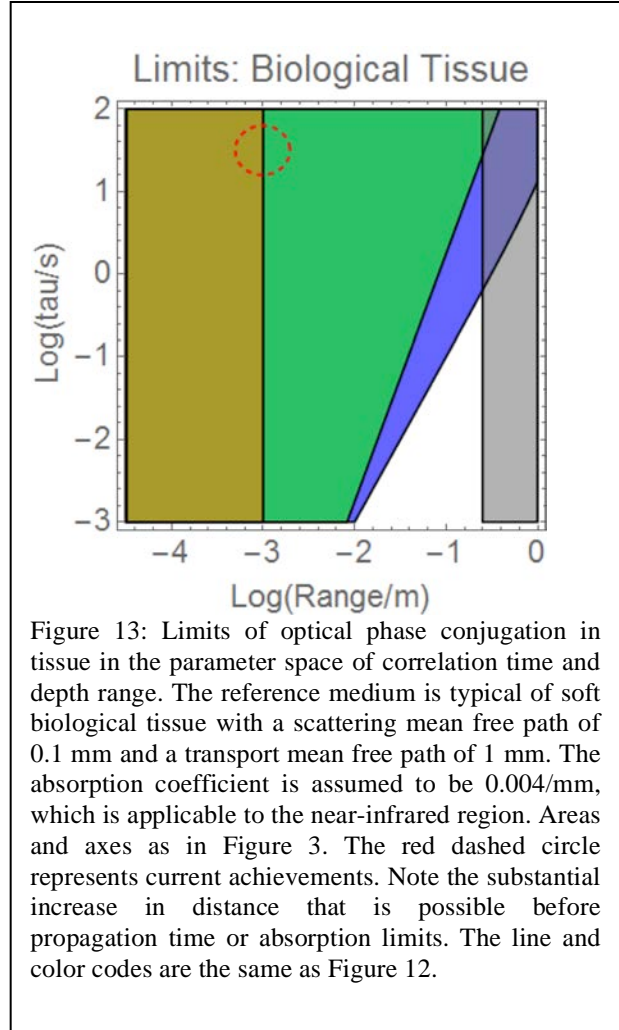 Limits: Biological Tissue
2
1
0
−1
−2
−3
Log(tau/s)
−4
−3
−2
−1
0
Log(Range/m)
Figure 13: Limits of optical phase conjugation in
tissue in the parameter space of correlation time and
depth range. The reference medium is typical of soft
biological tissue with a scattering mean free path of
0.1 mm and a transport mean free path of 1 mm. The
absorption coefficient is assumed to be 0.004/mm,
which is applicable to the near-infrared region. Areas
and axes as in Figure 3. The red dashed circle
represents current achievements. Note the substantial
increase in distance that is possible before
propagation time or absorption limits. The line and
color codes are the same as Figure 12.